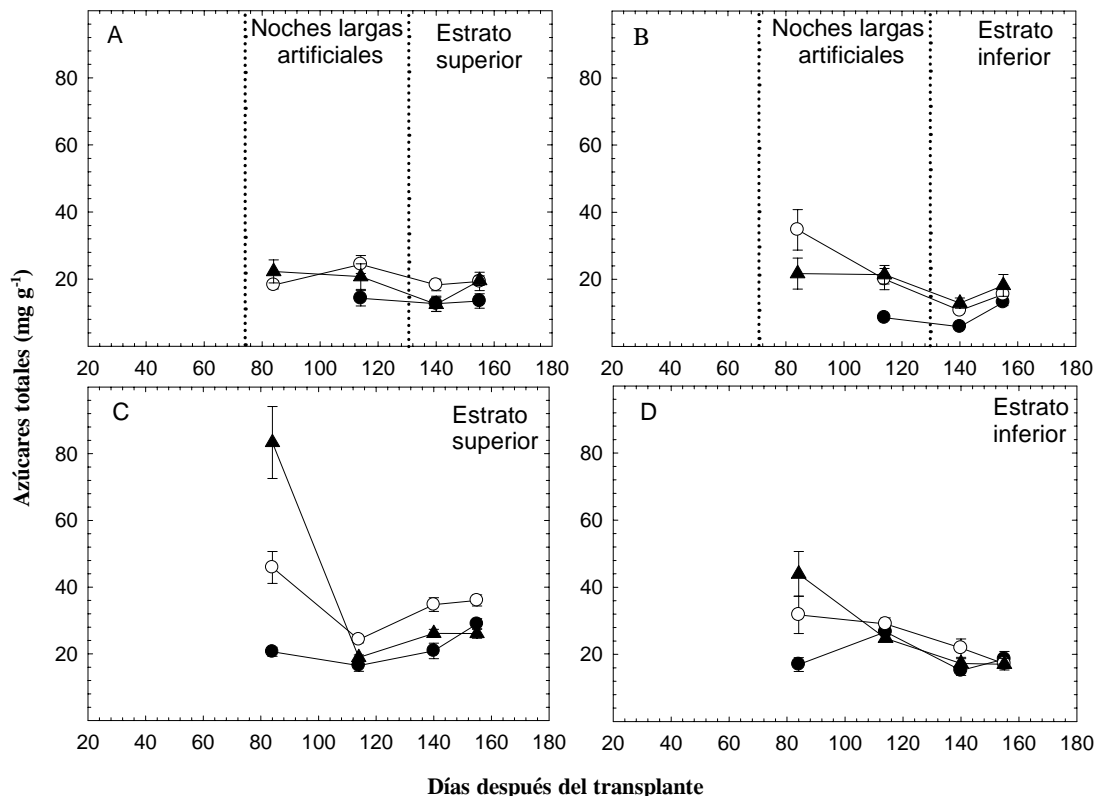 A
Noches largas
artificiales
Estrato
superior
B
Noches largas
artificiales
Estrato
inferior
80
60
40
20
80
60
40
20
20 40 60 80 100 120 140 160 180
20 40 60 80 100 120 140 160 180
C
Estrato
superior
D
Estrato
inferior
80
60
40
20
80
60
40
20
20 40 60 80 100 120 140 160 180
20 40 60 80 100 120 140 160 180
Azúcares totales (mg g⁻¹)
Días después del transplante